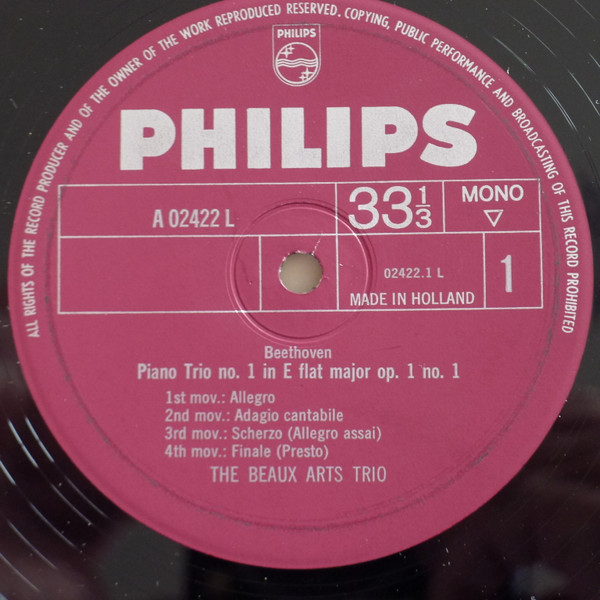 ALL RIGHTS OF THE RECORD PRODUCER AND OF THE OWNER OF THE WORK REPRODUCED RESERVED. COPYING, PUBLIC PERFORMANCE AND BROADCASTING OF THIS RECORD PROHIBITED
PHILIPS
PHILIPS
A 02422 L
33 1/3
MONO
▽
02422.1 L
MADE IN HOLLAND
1
Beethoven
Piano Trio no. 1 in E flat major op. 1 no. 1
1st mov.: Allegro
2nd mov.: Adagio cantabile
3rd mov.: Scherzo (Allegro assai)
4th mov.: Finale (Presto)
THE BEAUX ARTS TRIO